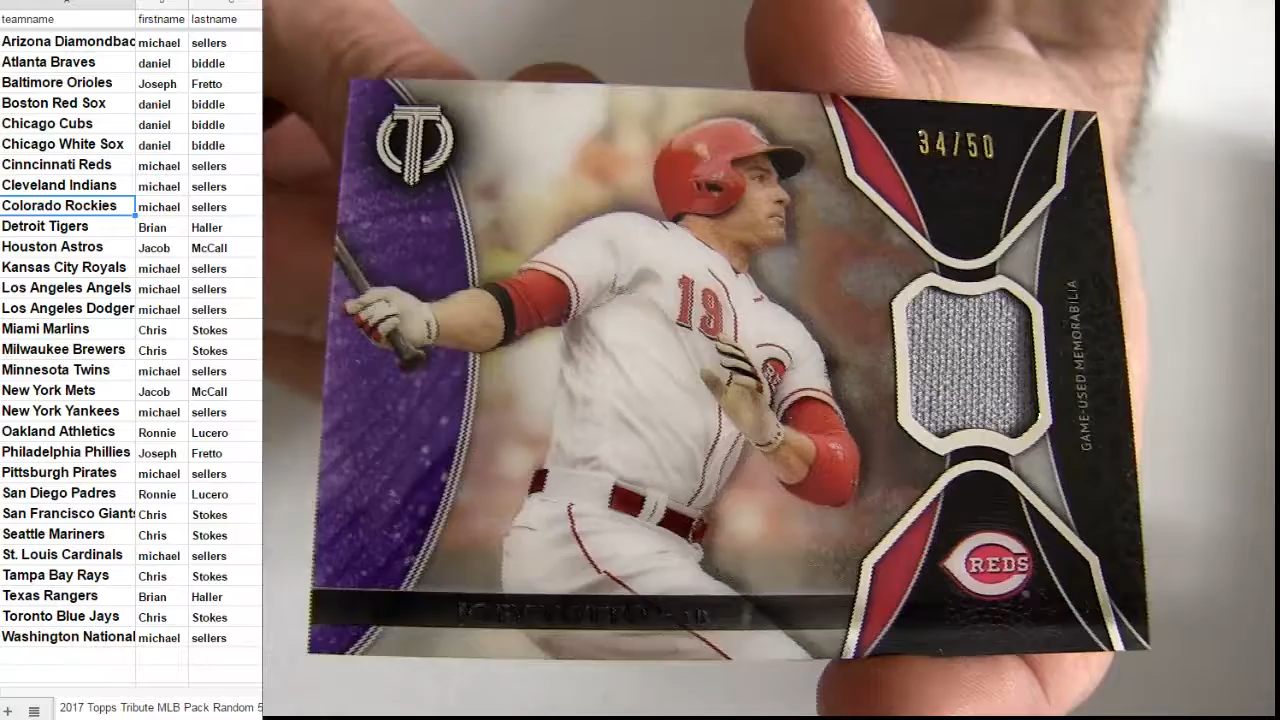 teamname firstname lastname
Arizona Diamondbac michael sellers
Atlanta Braves daniel biddle
Baltimore Orioles Joseph Fretto
Boston Red Sox daniel biddle
Chicago Cubs daniel biddle
Chicago White Sox daniel biddle
Cinncinnati Reds michael sellers
Cleveland Indians michael sellers
Colorado Rockies michael sellers
Detroit Tigers Brian Haller
Houston Astros Jacob McCall
Kansas City Royals michael sellers
Los Angeles Angels michael sellers
Los Angeles Dodger michael sellers
Miami Marlins Chris Stokes
Milwaukee Brewers Chris Stokes
Minnesota Twins michael sellers
New York Mets Jacob McCall
New York Yankees michael sellers
Oakland Athletics Ronnie Lucero
Philadelphia Phillies Joseph Fretto
Pittsburgh Pirates michael sellers
San Diego Padres Ronnie Lucero
San Francisco Giants Chris Stokes
Seattle Mariners Chris Stokes
St. Louis Cardinals michael sellers
Tampa Bay Rays Chris Stokes
Texas Rangers Brian Haller
Toronto Blue Jays Chris Stokes
Washington National michael sellers
2017 Topps Tribute MLB Pack Random 5
T
34/50
19
GAME-USED MEMORABILIA
REDS